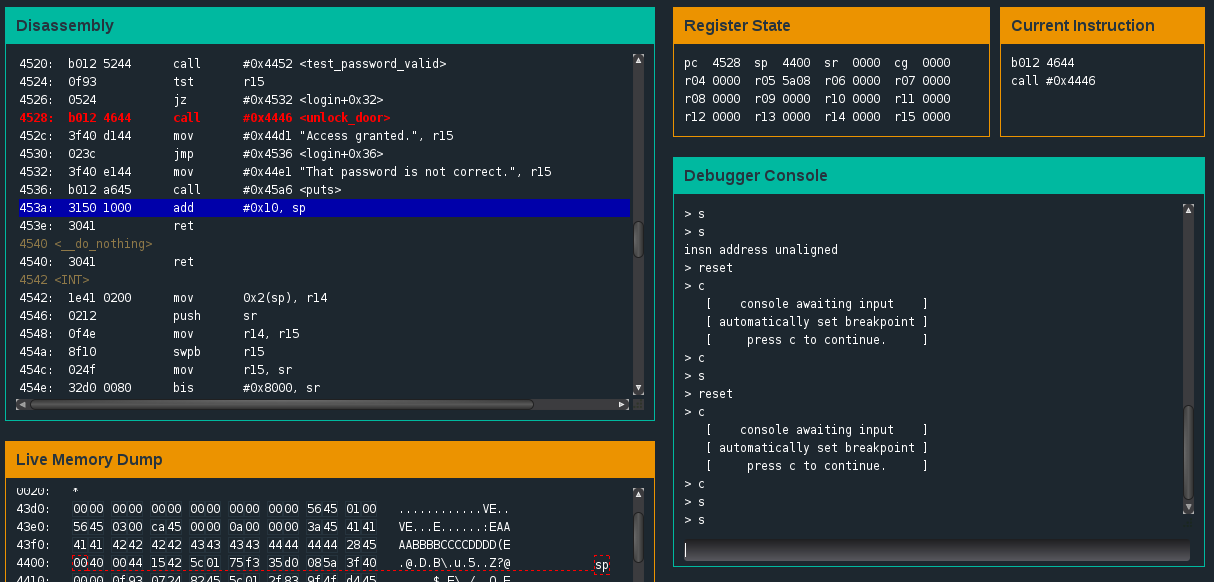 Disassembly
4520: b012 5244 call #0x4452 <test_password_valid>
4524: 0f93 tst r15
4526: 0524 jz #0x4532 <login+0x32>
4528: b012 4644 call #0x4446 <unlock_door>
452c: 3f40 d144 mov #0x44d1 "Access granted.", r15
4530: 023c jmp #0x4536 <login+0x36>
4532: 3f40 e144 mov #0x44e1 "That password is not correct.", r15
4536: b012 a645 call #0x45a6 <puts>
453a: 3150 1000 add #0x10, sp
453e: 3041 ret
4540 <__do_nothing>
4540: 3041 ret
4542 <INT>
4542: 1e41 0200 mov 0x2(sp), r14
4546: 0212 push sr
4548: 0f4e mov r14, r15
454a: 8f10 swpb r15
454c: 024f mov r15, sr
454e: 32d0 0080 bis #0x8000, sr
Live Memory Dump
0020: *
43d0: 0000 0000 0000 0000 0000 0000 5645 0100 ............VE..
43e0: 5645 0300 ca45 0000 0a00 0000 3a45 4141 VE...E......:EAA
43f0: 4141 4242 4242 4343 4343 4444 4444 2845 AABBBBCCCCDDDD(E
4400: 0040 0044 1542 5c01 75f3 35d0 085a 3f40 .@.D.B\.u.5..Z?@ sp
4410: 0000 0f93 0724 8245 5c01 2f83 9f4f d445
Register State
pc 4528 sp 4400 sr 0000 cg 0000
r04 0000 r05 5a08 r06 0000 r07 0000
r08 0000 r09 0000 r10 0000 r11 0000
r12 0000 r13 0000 r14 0000 r15 0000
Current Instruction
b012 4644
call #0x4446
Debugger Console
> s
> s
insn address unaligned
> reset
> c
[ console awaiting input ]
[ automatically set breakpoint ]
[ press c to continue. ]
> c
> s
> reset
> c
[ console awaiting input ]
[ automatically set breakpoint ]
[ press c to continue. ]
> c
> s
> s